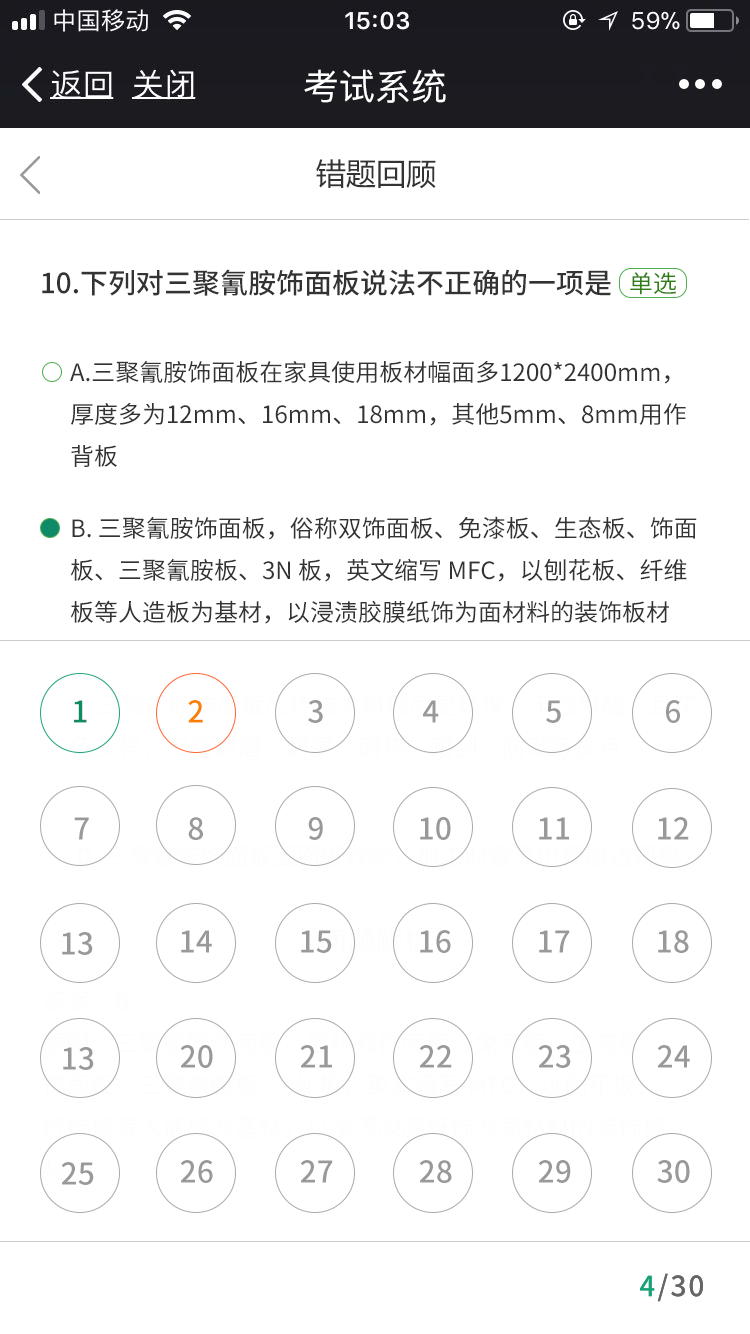 中国移动 15:03 59%
返回 关闭 考试系统
错题回顾
10.下列对三聚氰胺饰面板说法不正确的一项是 单选
A.三聚氰胺饰面板在家具使用板材幅面多1200*2400mm，
厚度多为12mm、16mm、18mm，其他5mm、8mm用作
背板
B. 三聚氰胺饰面板，俗称双饰面板、免漆板、生态板、饰面
板、三聚氰胺板、3N 板，英文缩写 MFC，以刨花板、纤维
板等人造板为基材，以浸渍胶膜纸饰为面材料的装饰板材
1 2 3 4 5 6
7 8 9 10 11 12
13 14 15 16 17 18
13 20 21 22 23 24
25 26 27 28 29 30
4/30